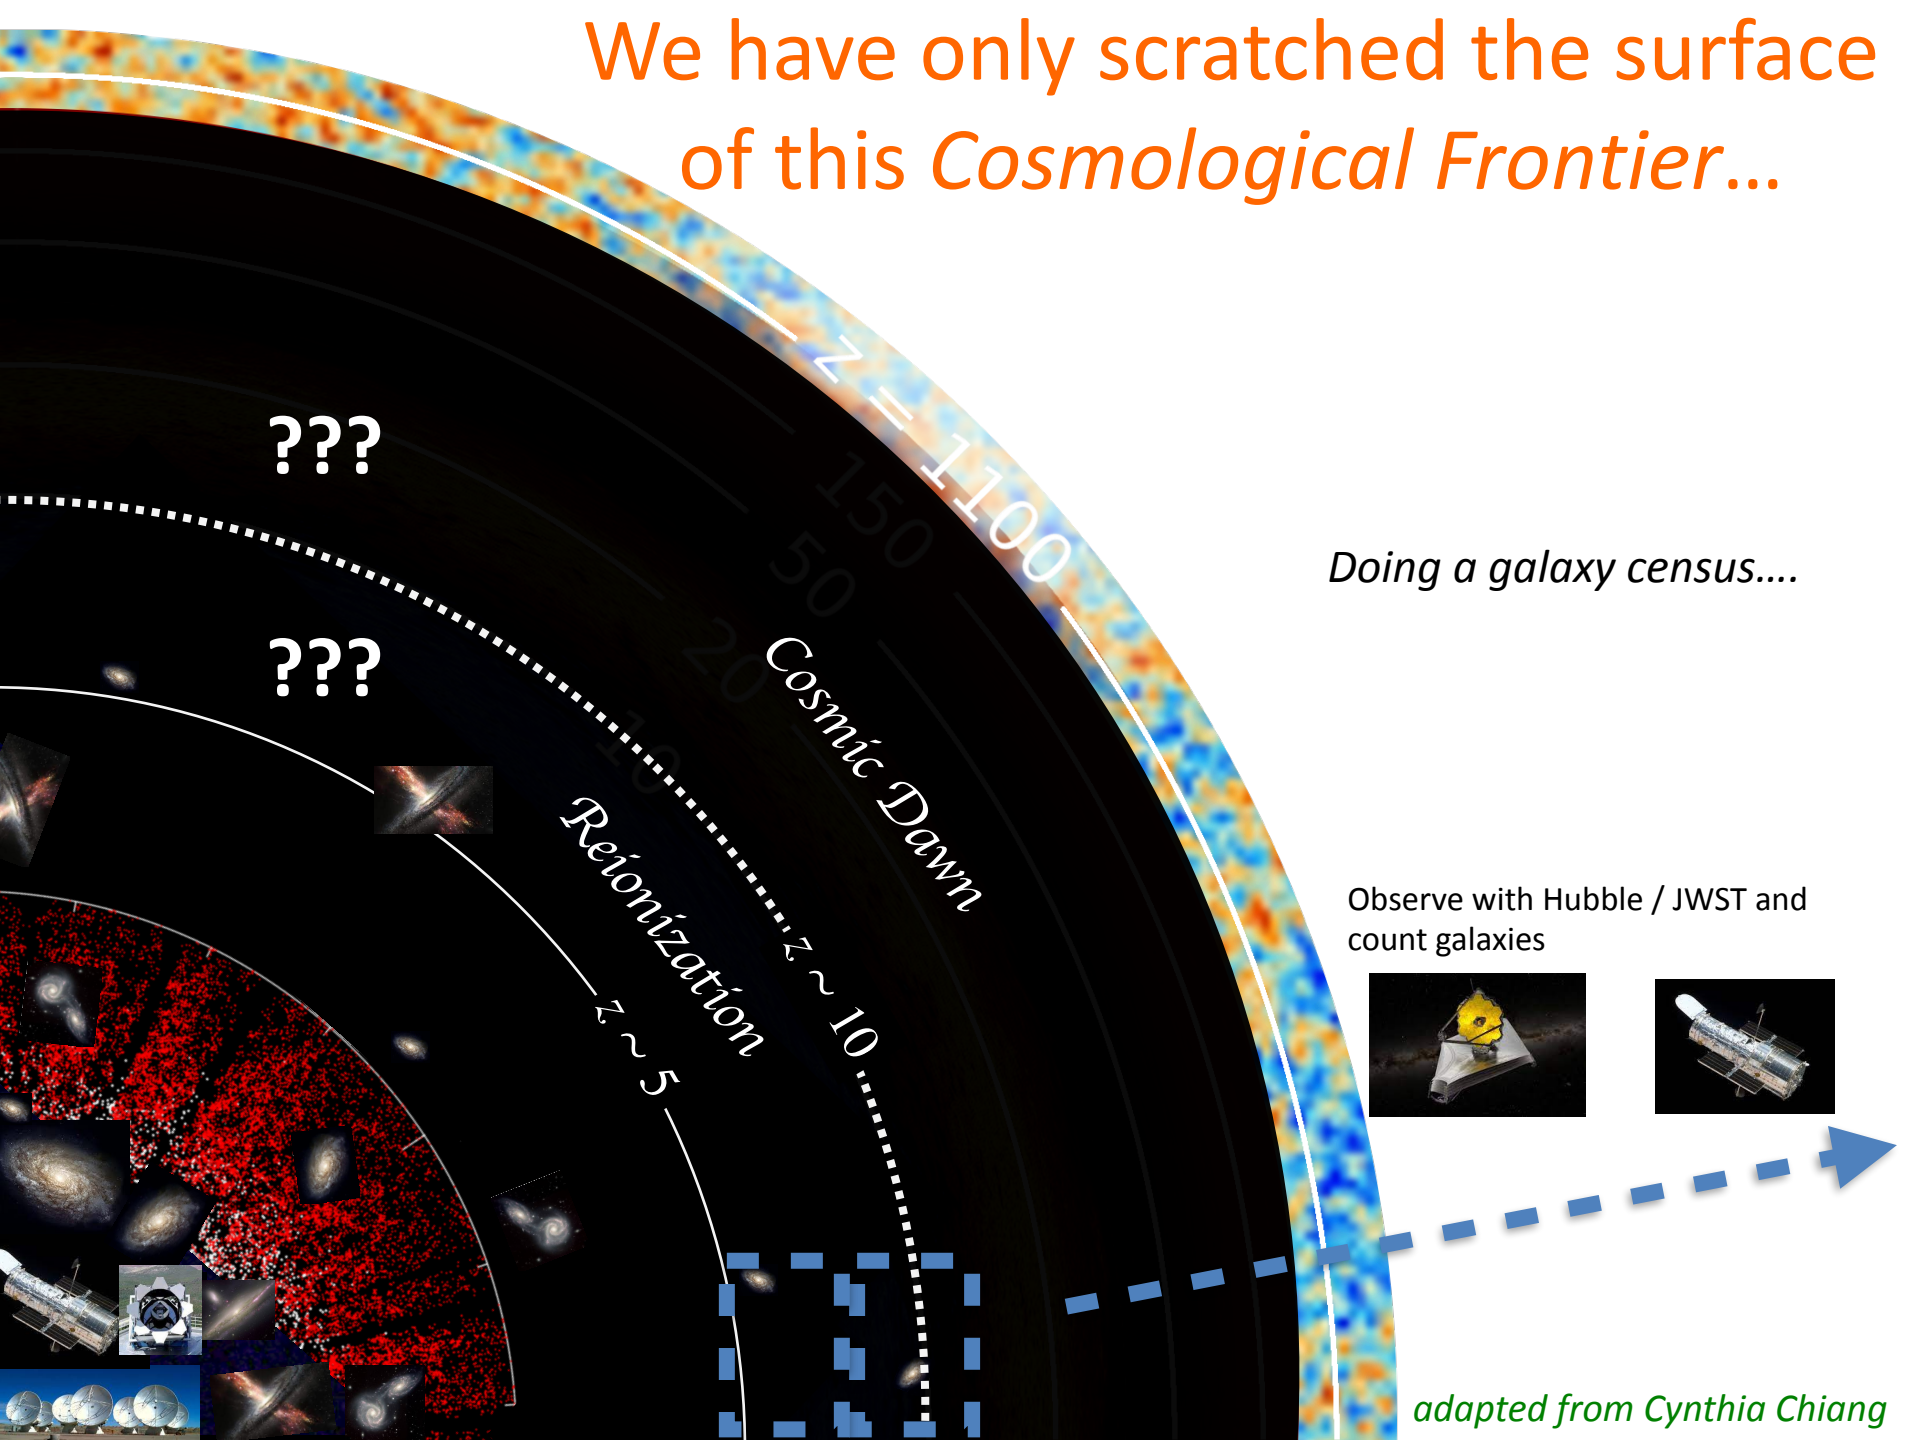 We have only scratched the surface
of this Cosmological Frontier...
z = 1100
150
50
20
10
???
???
Cosmic Dawn
Reionization
z ~ 10
z ~ 5
Doing a galaxy census....
Observe with Hubble / JWST and
count galaxies
adapted from Cynthia Chiang